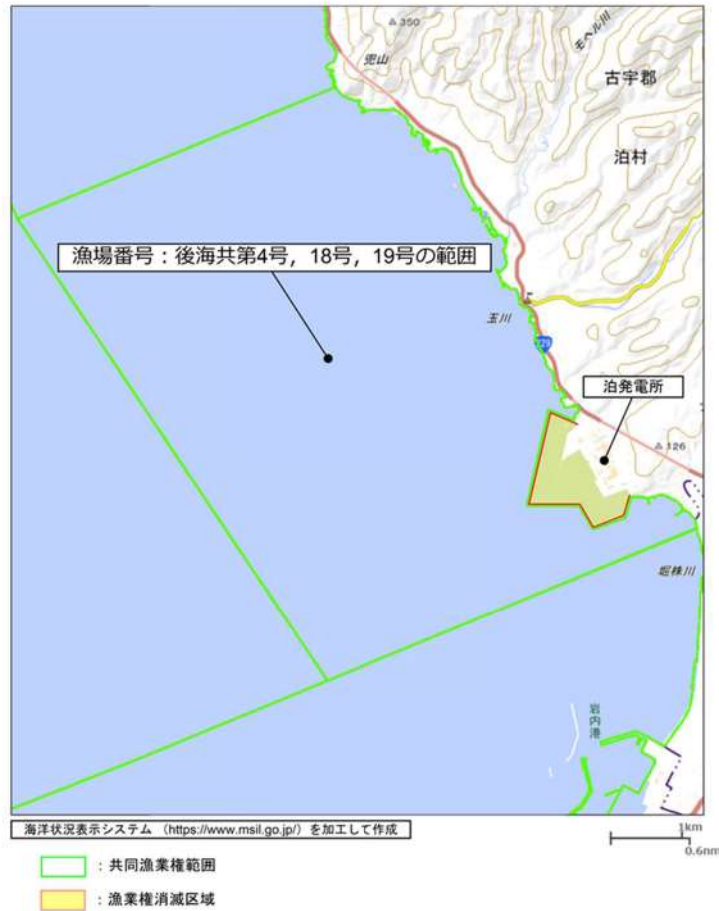 350
兜山
モヘル川
古宇郡
泊村
漁場番号：後海共第4号，18号，19号の範囲
玉川
229
泊発電所
126
堀株川
岩内港
海洋状況表示システム （https://www.msil.go.jp/）を加工して作成
1km
0.6nm
：共同漁業権範囲
：漁業権消滅区域